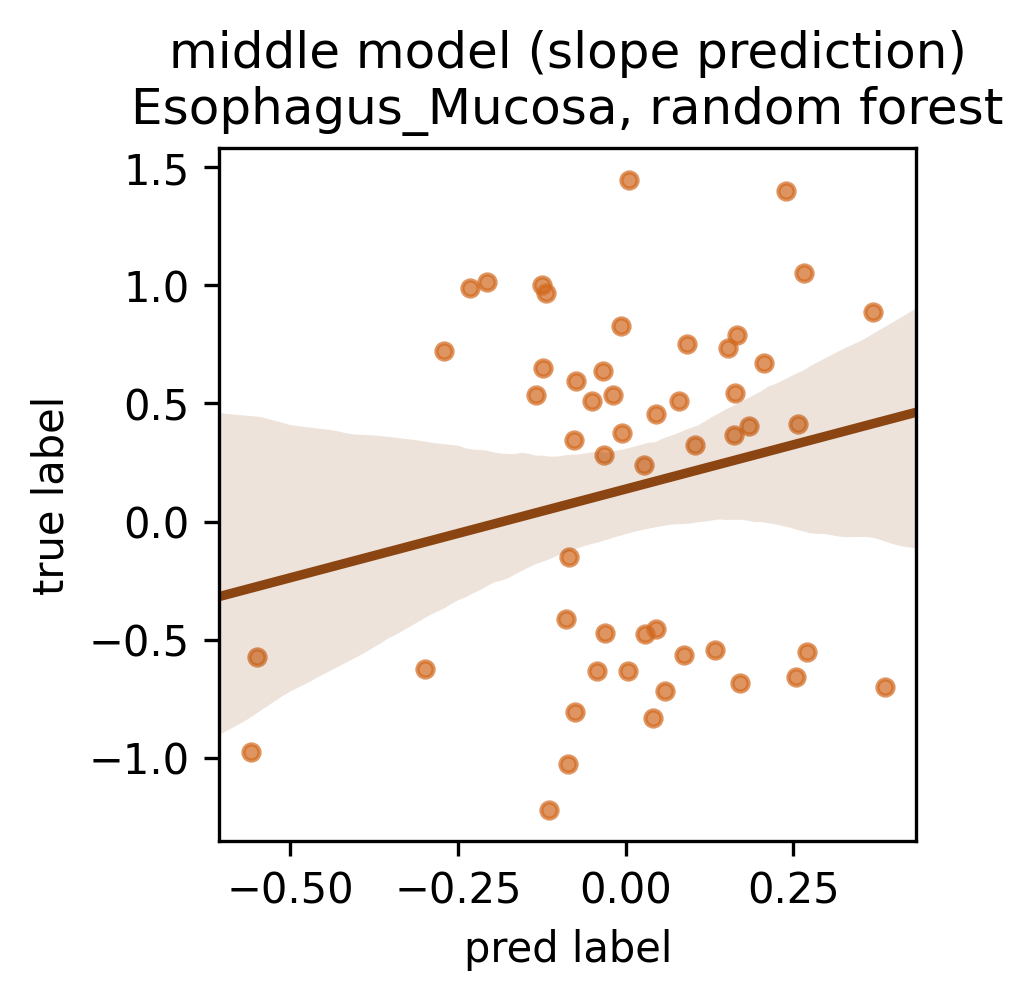 middle model (slope prediction)
Esophagus_Mucosa, random forest
1.5
1.0
0.5
0.0
−0.5
−1.0
true label
−0.50
−0.25
0.00
0.25
pred label